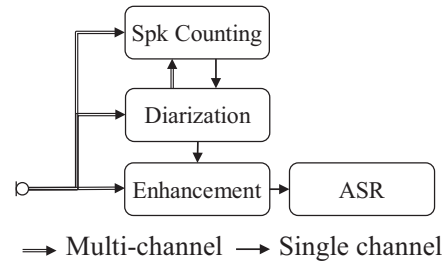 Spk Counting
Diarization
Enhancement
ASR
Multi-channel
Single channel